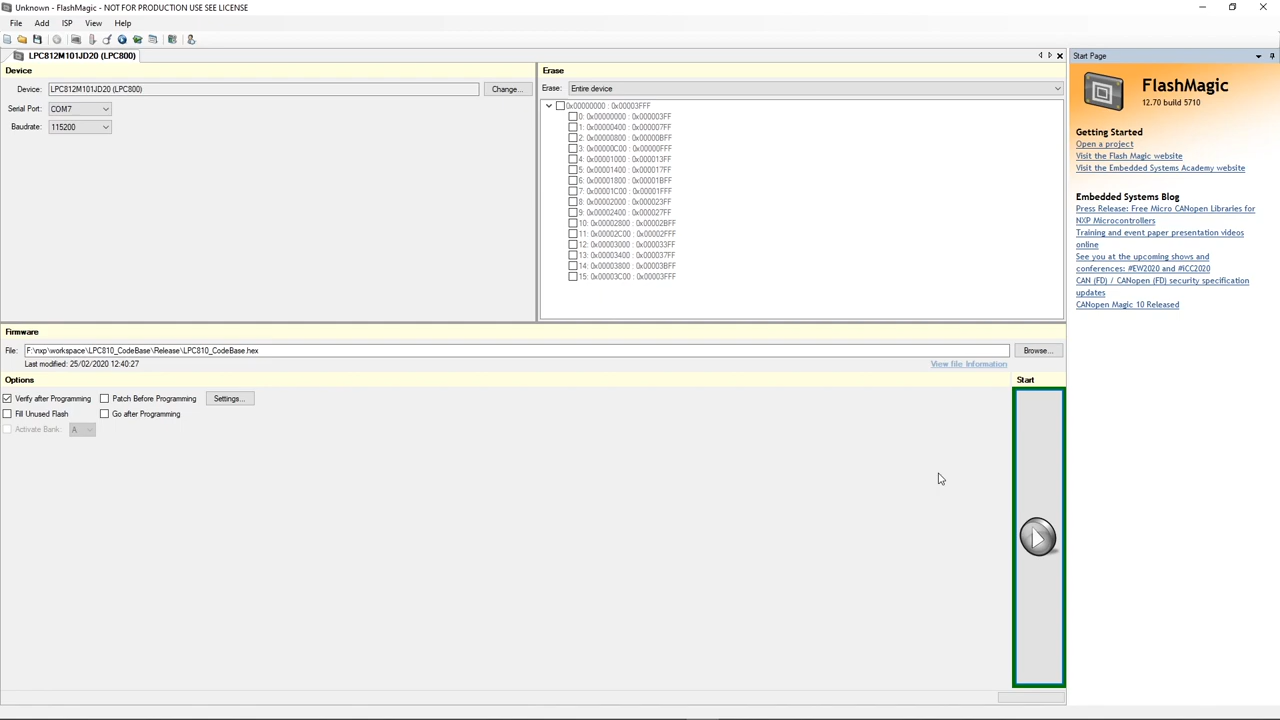 Unknown - FlashMagic - NOT FOR PRODUCTION USE SEE LICENSE
File Add ISP View Help
LPC812M101JD20 (LPC800)
Device
Device: LPC812M101JD20 (LPC800) Change...
Serial Port: COM7
Baudrate: 115200
Erase
Erase: Entire device
0x00000000 : 0x00003FFF
0: 0x00000000 : 0x000003FF
1: 0x00000400 : 0x000007FF
2: 0x00000800 : 0x00000BFF
3: 0x00000C00 : 0x00000FFF
4: 0x00001000 : 0x000013FF
5: 0x00001400 : 0x000017FF
6: 0x00001800 : 0x00001BFF
7: 0x00001C00 : 0x00001FFF
8: 0x00002000 : 0x000023FF
9: 0x00002400 : 0x000027FF
10: 0x00002800 : 0x00002BFF
11: 0x00002C00 : 0x00002FFF
12: 0x00003000 : 0x000033FF
13: 0x00003400 : 0x000037FF
14: 0x00003800 : 0x00003BFF
15: 0x00003C00 : 0x00003FFF
Firmware
File: F:\nxp\workspace\LPC810_CodeBase\Release\LPC810_CodeBase.hex Browse...
Last modified: 25/02/2020 12:40:27 View file Information
Options
Verify after Programming Patch Before Programming Settings...
Fill Unused Flash Go after Programming
Activate Bank: A
Start
Start Page
FlashMagic
12.70 build 5710
Getting Started
Open a project
Visit the Flash Magic website
Visit the Embedded Systems Academy website
Embedded Systems Blog
Press Release: Free Micro CANopen Libraries for
NXP Microcontrollers
Training and event paper presentation videos
online
See you at the upcoming shows and
conferences: #EW2020 and #iCC2020
CAN (FD) / CANopen (FD) security specification
updates
CANopen Magic 10 Released